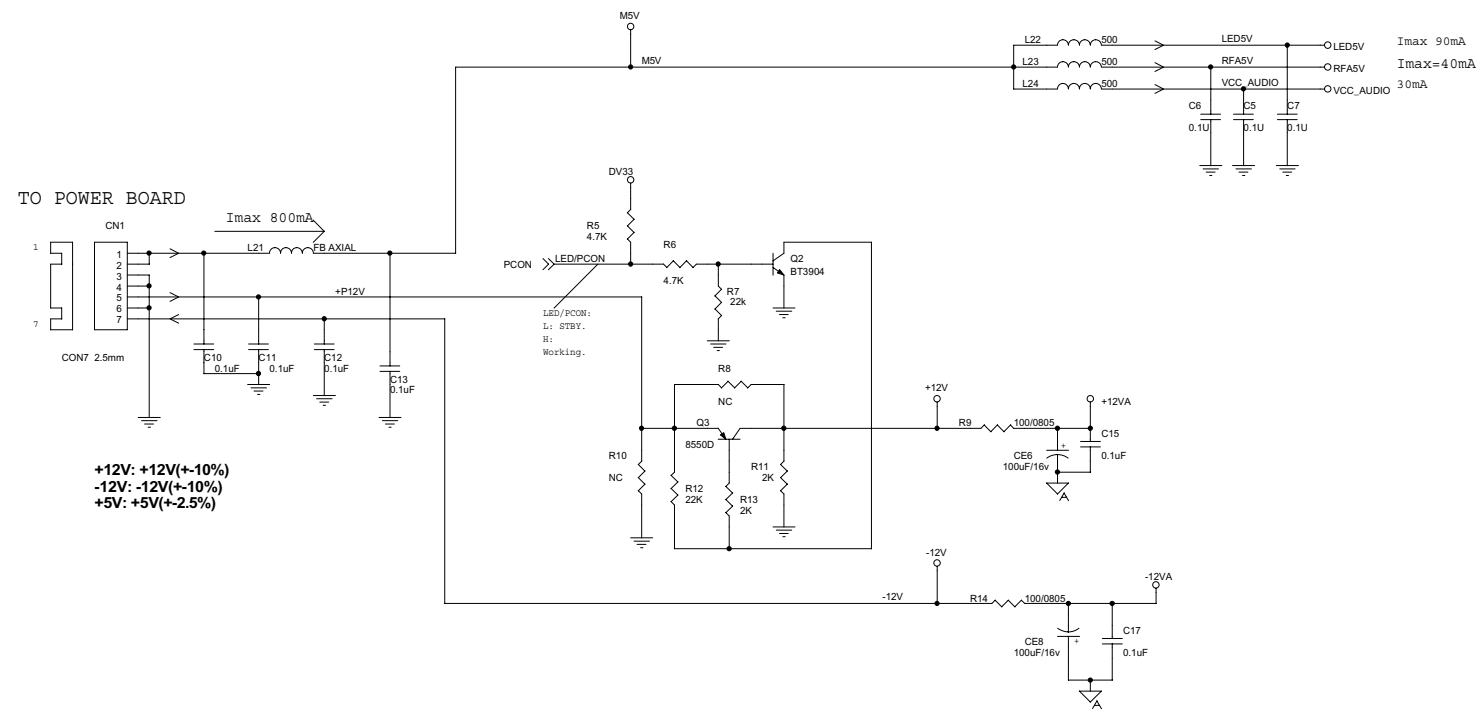 M5V
M5V
L22 500 LED5V LED5V Imax 90mA
L23 500 RFA5V RFA5V Imax=40mA
L24 500 VCC_AUDIO VCC_AUDIO 30mA
C6 C5 C7
0.1U 0.1U 0.1U
TO POWER BOARD
CN1
Imax 800mA
1
7
1
2
3
4
5
6
7
L21 FB AXIAL
+P12V
CON7 2.5mm
C10
0.1uF
C11
0.1uF
C12
0.1uF
C13
0.1uF
DV33
R5
4.7K
PCON LED/PCON
R6
4.7K
R7
22k
Q2
BT3904
LED/PCON:
L: STBY.
H:
Working.
R8
NC
Q3
8550D
R10
NC
R12
22K
R13
2K
R11
2K
+12V
R9 100/0805
+12VA
CE6
100uF/16v
C15
0.1uF
A
+12V: +12V(+-10%)
-12V: -12V(+-10%)
+5V: +5V(+-2.5%)
-12V
-12V
R14 100/0805
-12VA
CE8
100uF/16v
C17
0.1uF
+
+
A